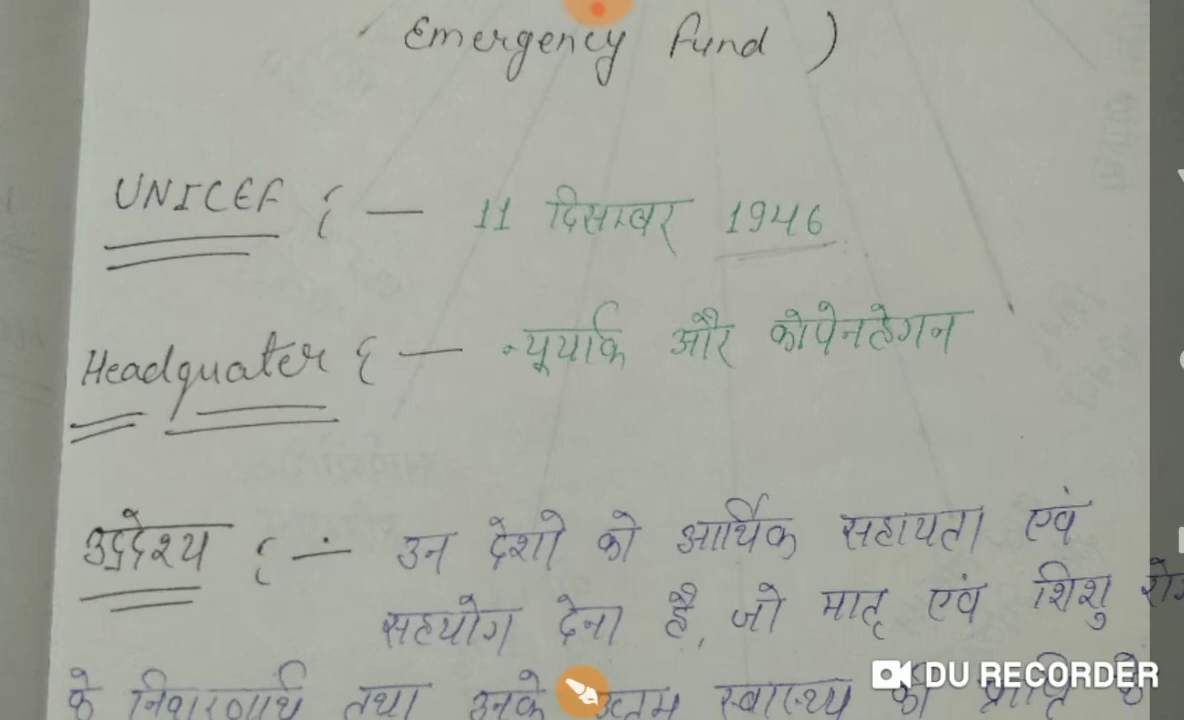 Emergency Fund )
UNICEF :- 11 दिसम्बर 1946
Headquater :- न्यूयार्क और कोपेनहेगन
उद्देश्य :- उन देशो को आर्थिक सहायता एवं
सहयोग देना है, जो मातृ एवं शिशु रोग
के निवारणार्थ तथा उनके उत्तम स्वास्थ्य की प्राप्ति के
DU RECORDER